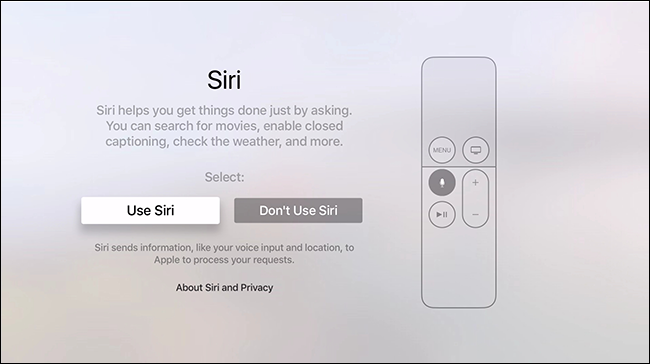 Siri
Siri helps you get things done just by asking.
You can search for movies, enable closed
captioning, check the weather, and more.
Select:
Use Siri
Don't Use Siri
Siri sends information, like your voice input and location, to
Apple to process your requests.
About Siri and Privacy
MENU
+
−